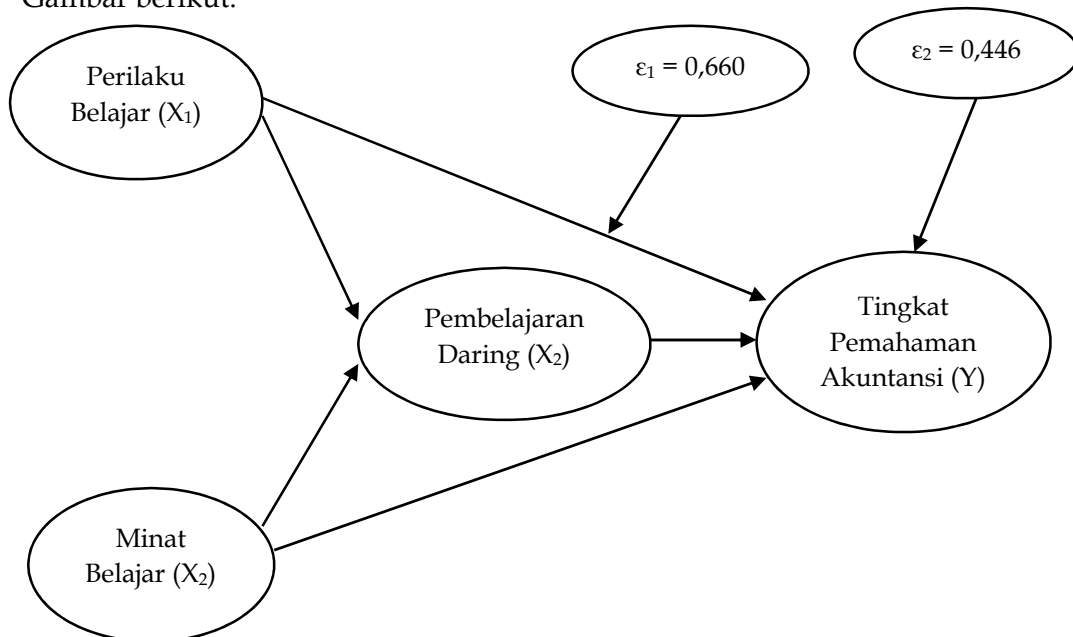 Gambar berikut.
Perilaku
Belajar (X₁)
ε₁ = 0,660
ε₂ = 0,446
Pembelajaran
Daring (X₂)
Tingkat
Pemahaman
Akuntansi (Y)
Minat
Belajar (X₂)